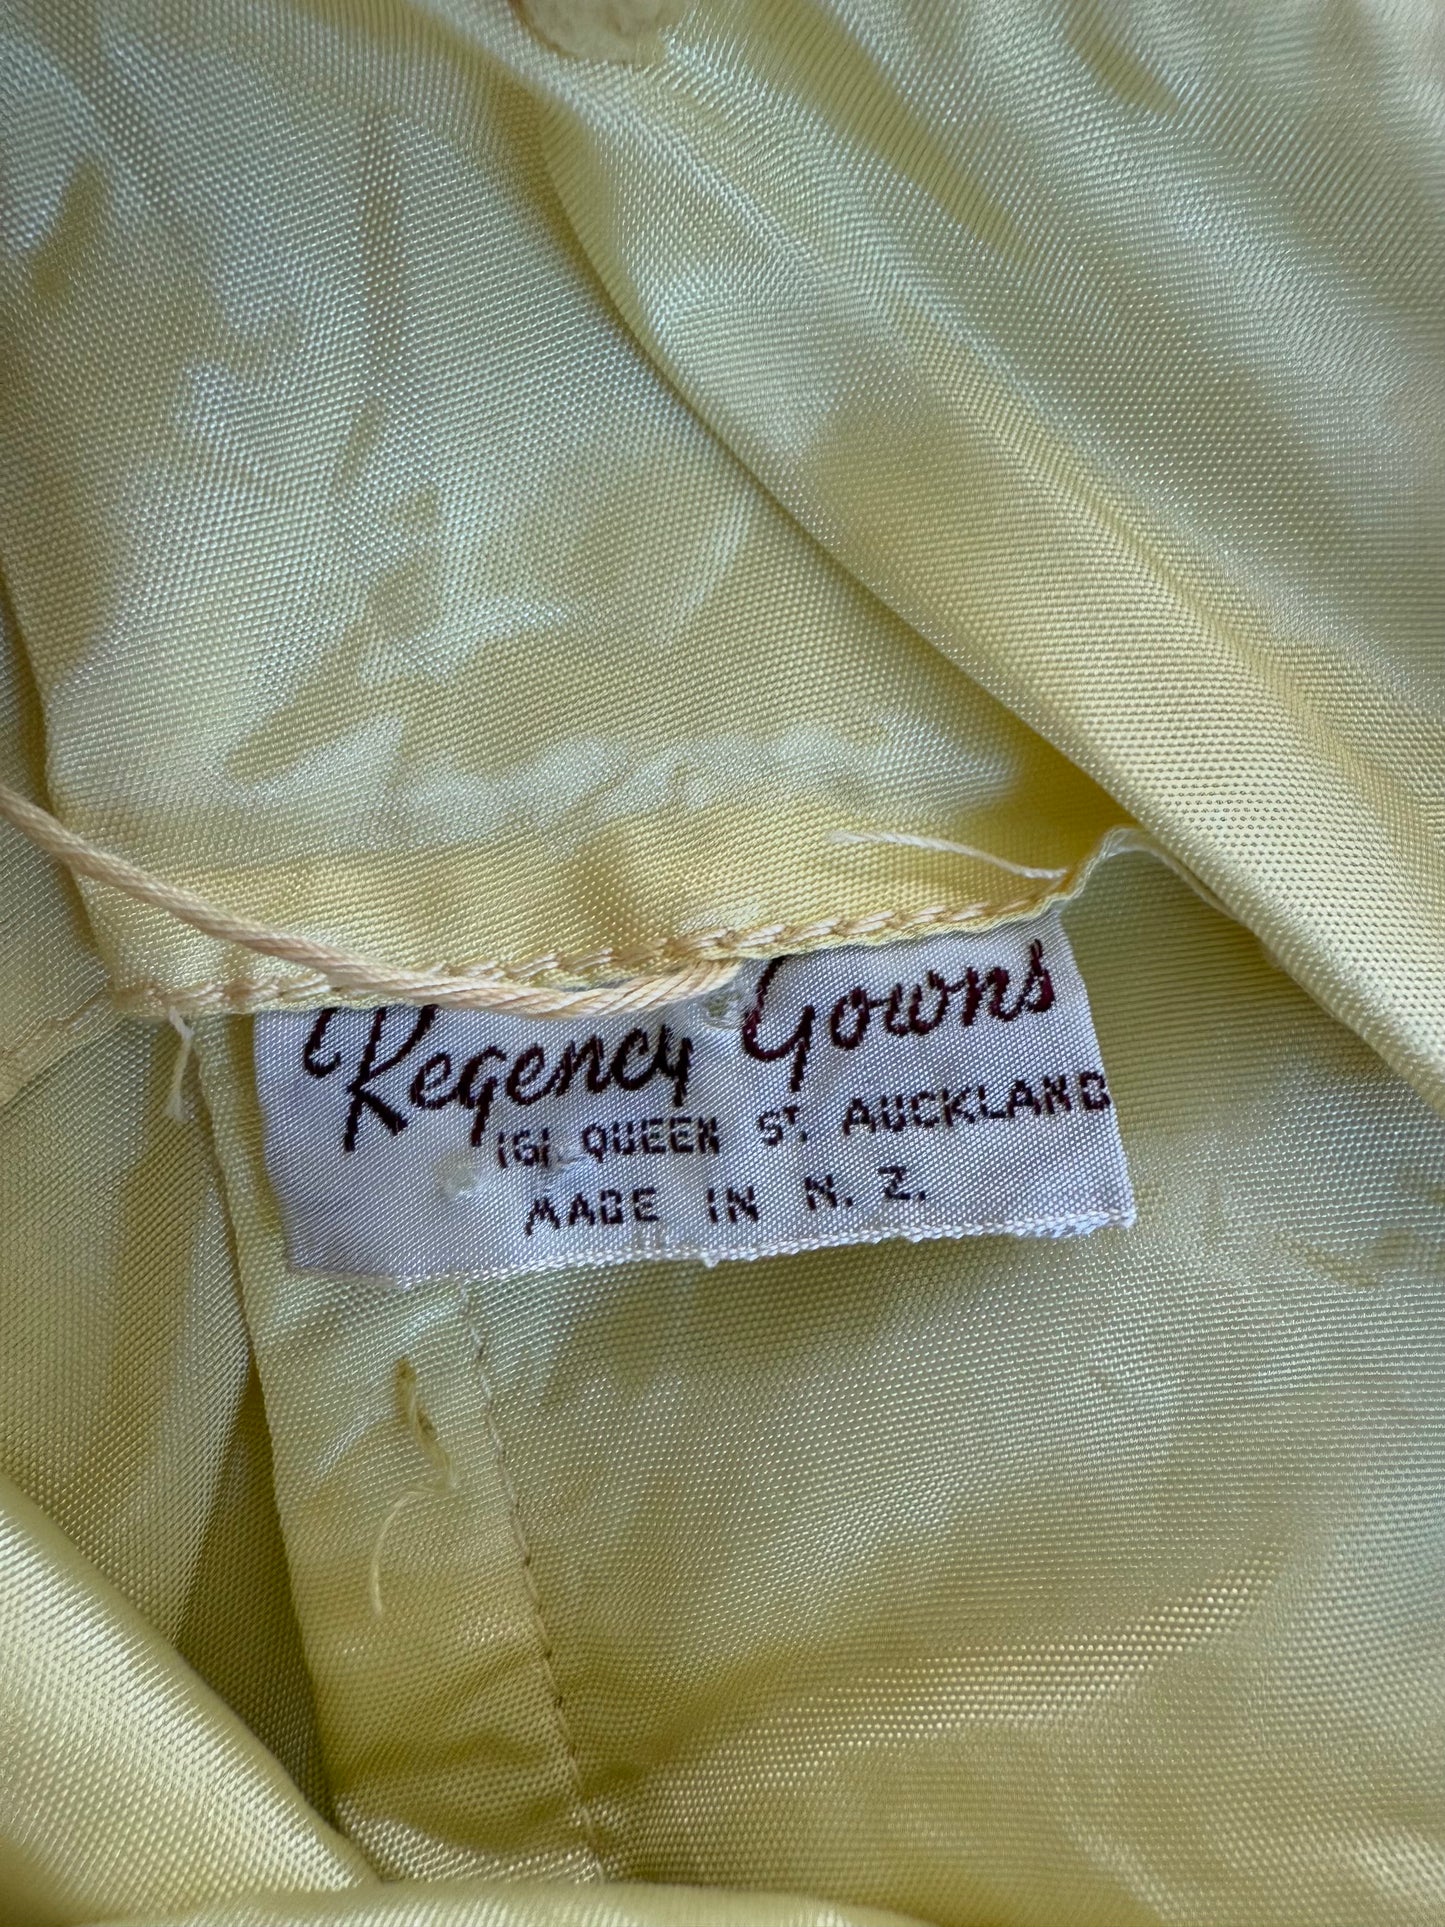 Regency Gowns
161 QUEEN ST. AUCKLAND
MADE IN N. Z.